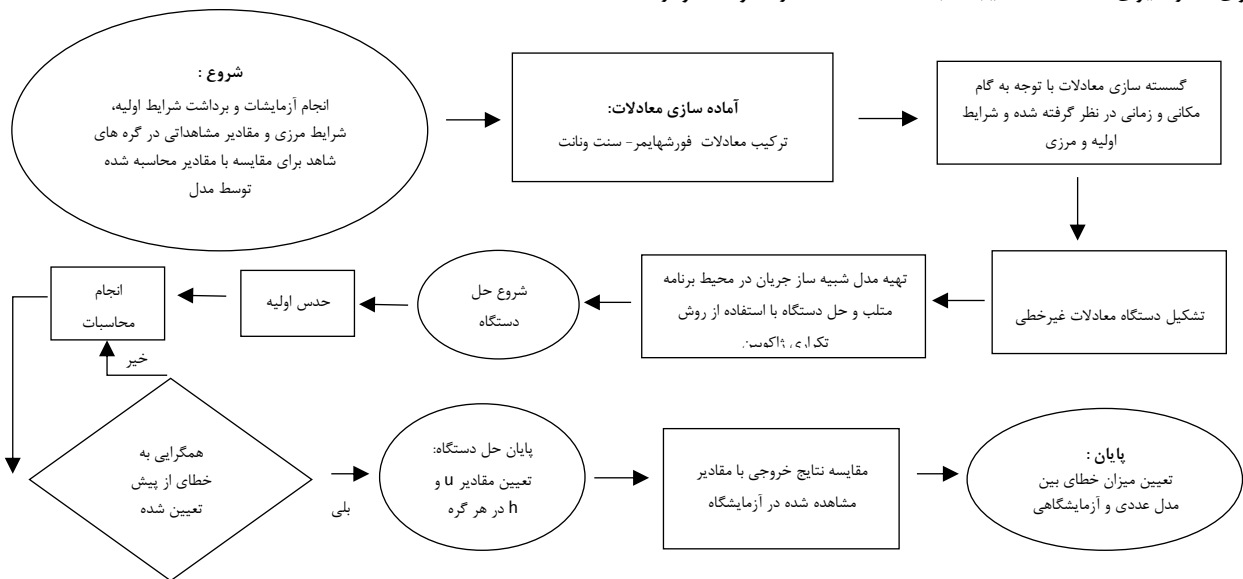 شروع :
انجام آزمایشات و برداشت شرایط اولیه،
شرایط مرزی و مقادیر مشاهداتی در گره های
شاهد برای مقایسه با مقادیر محاسبه شده
توسط مدل
آماده سازی معادلات:
ترکیب معادلات فورشهایمر- سنت ونانت
گسسته سازی معادلات با توجه به گام
مکانی و زمانی در نظر گرفته شده و شرایط
اولیه و مرزی
تشکیل دستگاه معادلات غیرخطی
تهیه مدل شبیه ساز جریان در محیط برنامه
متلب و حل دستگاه با استفاده از روش
تکراری ژاکوبین
شروع حل
دستگاه
حدس اولیه
انجام
محاسبات
خیر
همگرایی به
خطای از پیش
تعیین شده
بلی
پایان حل دستگاه:
تعیین مقادیر u و
h در هر گره
مقایسه نتایج خروجی با مقادیر
مشاهده شده در آزمایشگاه
پایان :
تعیین میزان خطای بین
مدل عددی و آزمایشگاهی